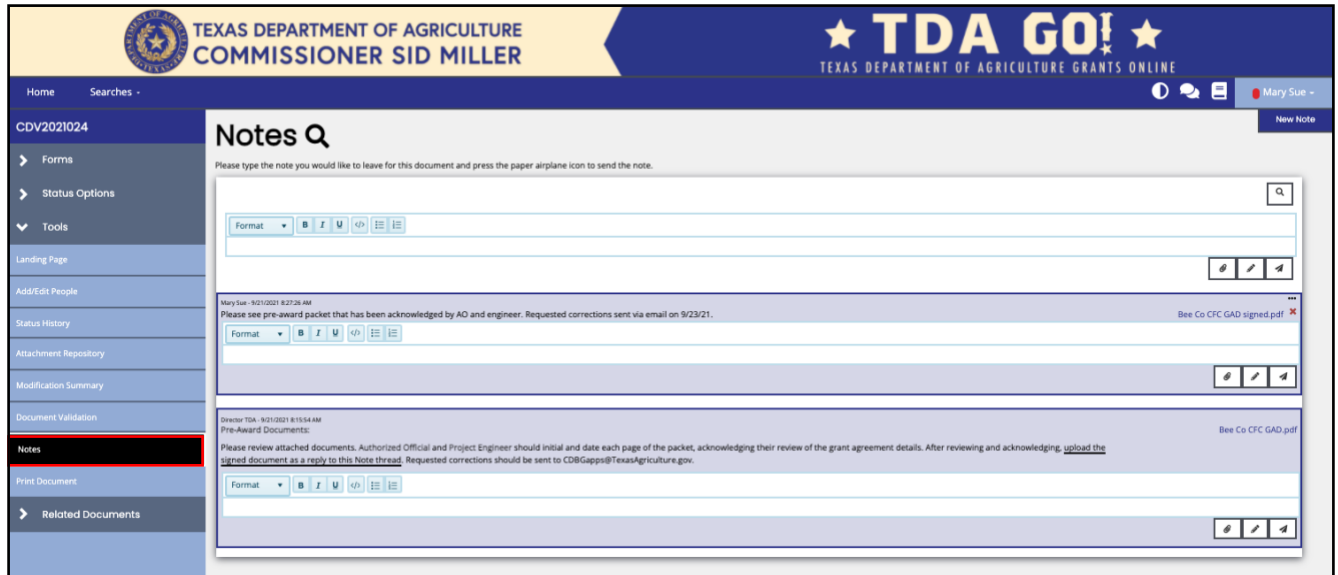 TEXAS DEPARTMENT OF AGRICULTURE
COMMISSIONER SID MILLER
TDA GO!
TEXAS DEPARTMENT OF AGRICULTURE GRANTS ONLINE
Home Searches -
Mary Sue -
CDV2021024
New Note
Forms
Status Options
Tools
Landing Page
Add/Edit People
Status History
Attachment Repository
Modification Summary
Document Validation
Notes
Print Document
Related Documents
Notes
Please type the note you would like to leave for this document and press the paper airplane icon to send the note.
Format B I U </>
Mary Sue - 9/21/2021 8:27:26 AM
Please see pre-award packet that has been acknowledged by AO and engineer. Requested corrections sent via email on 9/23/21.
Bee Co CFC GAD signed.pdf
Format B I U </>
Director TDA - 9/21/2021 8:15:54 AM
Pre-Award Documents:
Bee Co CFC GAD.pdf
Please review attached documents. Authorized Official and Project Engineer should initial and date each page of the packet, acknowledging their review of the grant agreement details. After reviewing and acknowledging, upload the
signed document as a reply to this Note thread. Requested corrections should be sent to CDBGapps@TexasAgriculture.gov.
Format B I U </>